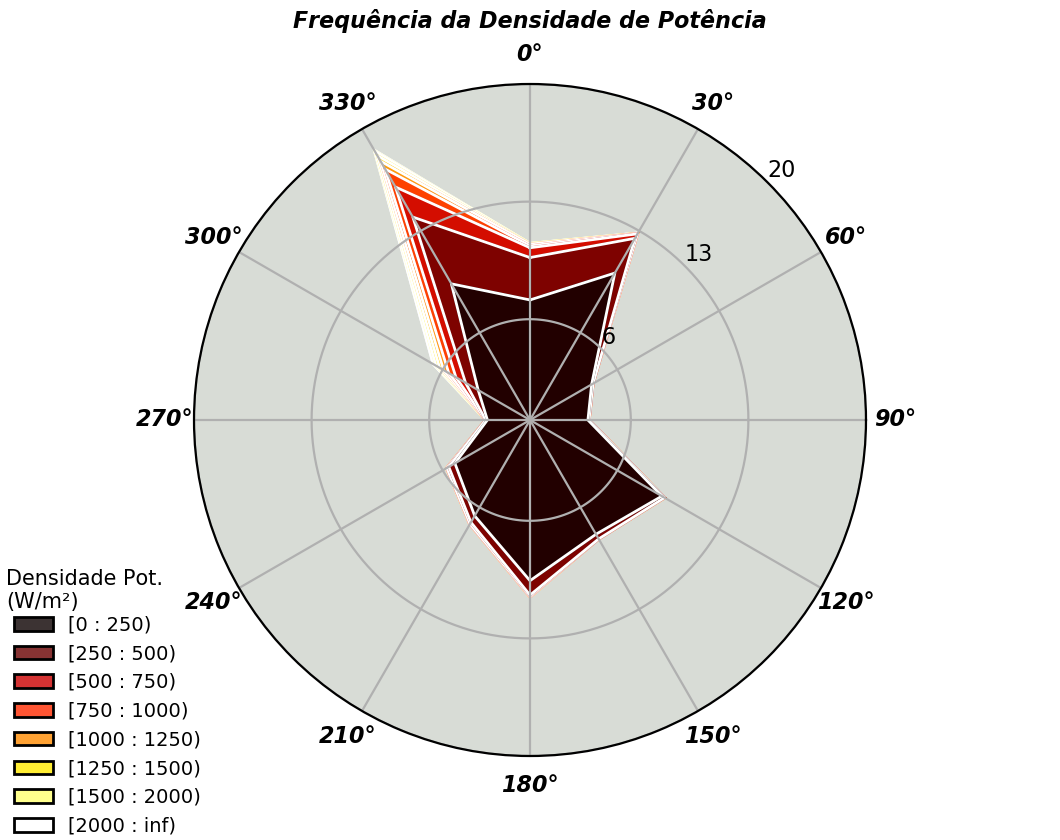 Frequência da Densidade de Potência
0°
330°
30°
20
300°
60°
13
6
270°
90°
240°
120°
210°
150°
180°
Densidade Pot.
(W/m²)
[0 : 250)
[250 : 500)
[500 : 750)
[750 : 1000)
[1000 : 1250)
[1250 : 1500)
[1500 : 2000)
[2000 : inf)